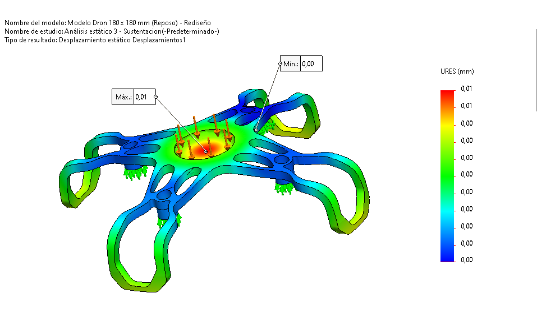 Nombre del modelo: Modelo Dron 180 x 180 mm (Reposo) - Rediseño
Nombre de estudio: Análisis estático 3 - Sustentacion(-Predeterminado-)
Tipo de resultado: Desplazamiento estático Desplazamientos1
Mín.: 0,00
Máx.: 0,01
URES (mm)
0,01
0,01
0,00
0,00
0,00
0,00
0,00
0,00
0,00
0,00
0,00